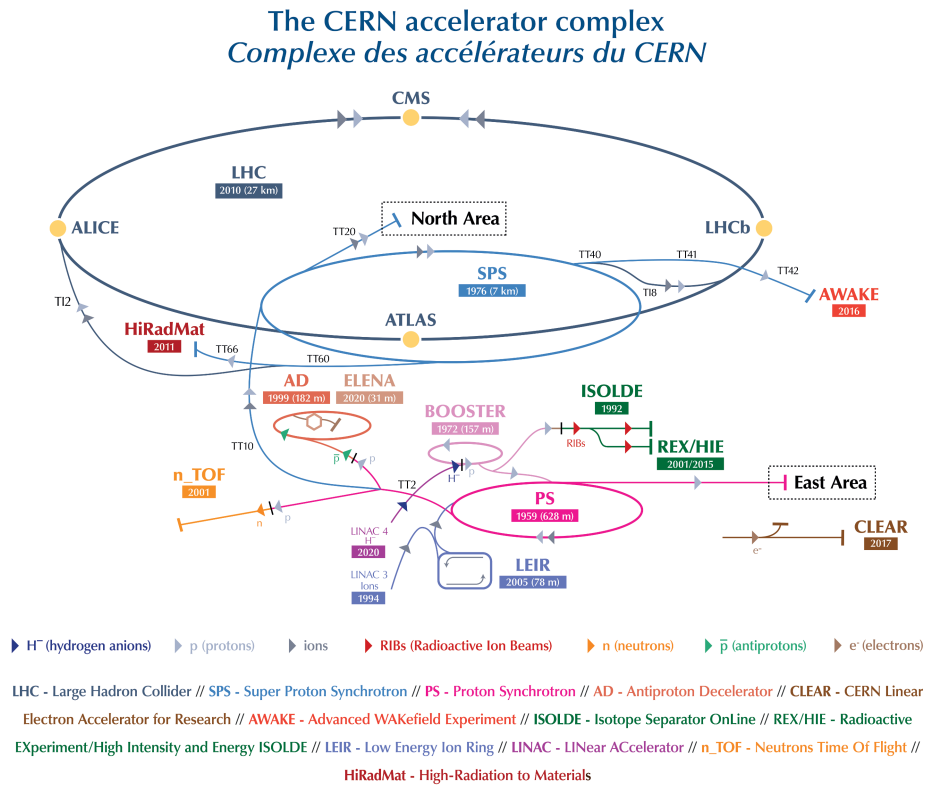 The CERN accelerator complex
Complexe des accélérateurs du CERN
CMS
LHC
2010 (27 km)
North Area
TT20
ALICE
LHCb
TT40
TT41
SPS
1976 (7 km)
TT42
TI2
TI8
AWAKE
2016
HiRadMat
2011
ATLAS
TT66
TT60
AD
1999 (182 m)
ELENA
2020 (31 m)
ISOLDE
1992
BOOSTER
1972 (157 m)
RIBs
REX/HIE
2001/2015
TT10
p̅
p
H⁻
p
n_TOF
2001
East Area
TT2
PS
1959 (628 m)
n
p
LINAC 4
H⁻
2020
CLEAR
2017
e-
LINAC 3
Ions
1994
LEIR
2005 (78 m)
H⁻ (hydrogen anions)
p (protons)
ions
RIBs (Radioactive Ion Beams)
n (neutrons)
p̅ (antiprotons)
e- (electrons)
LHC - Large Hadron Collider // SPS - Super Proton Synchrotron // PS - Proton Synchrotron // AD - Antiproton Decelerator // CLEAR - CERN Linear
Electron Accelerator for Research // AWAKE - Advanced WAKefield Experiment // ISOLDE - Isotope Separator OnLine // REX/HIE - Radioactive
EXperiment/High Intensity and Energy ISOLDE // LEIR - Low Energy Ion Ring // LINAC - LINear ACcelerator // n_TOF - Neutrons Time Of Flight //
HiRadMat - High-Radiation to Materials